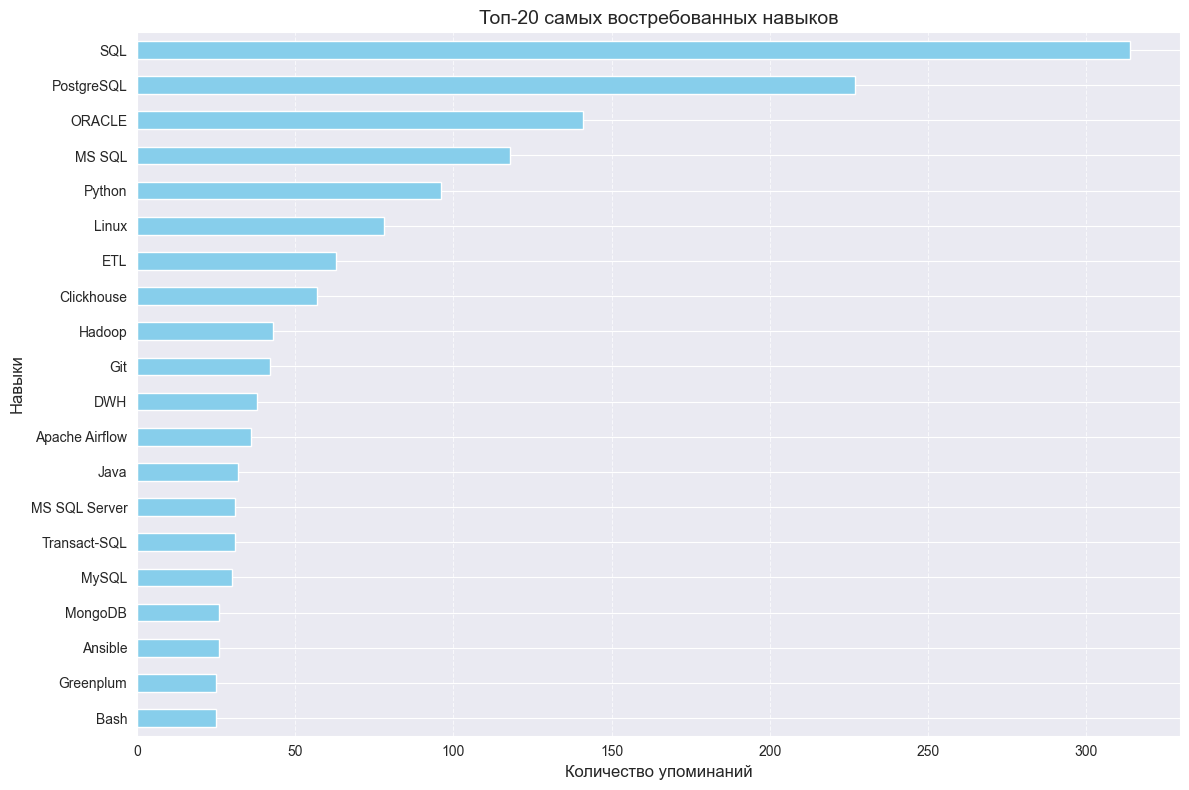 Топ-20 самых востребованных навыков
SQL
PostgreSQL
ORACLE
MS SQL
Python
Linux
ETL
Clickhouse
Hadoop
Git
DWH
Apache Airflow
Java
MS SQL Server
Transact-SQL
MySQL
MongoDB
Ansible
Greenplum
Bash
Навыки
0 50 100 150 200 250 300
Количество упоминаний